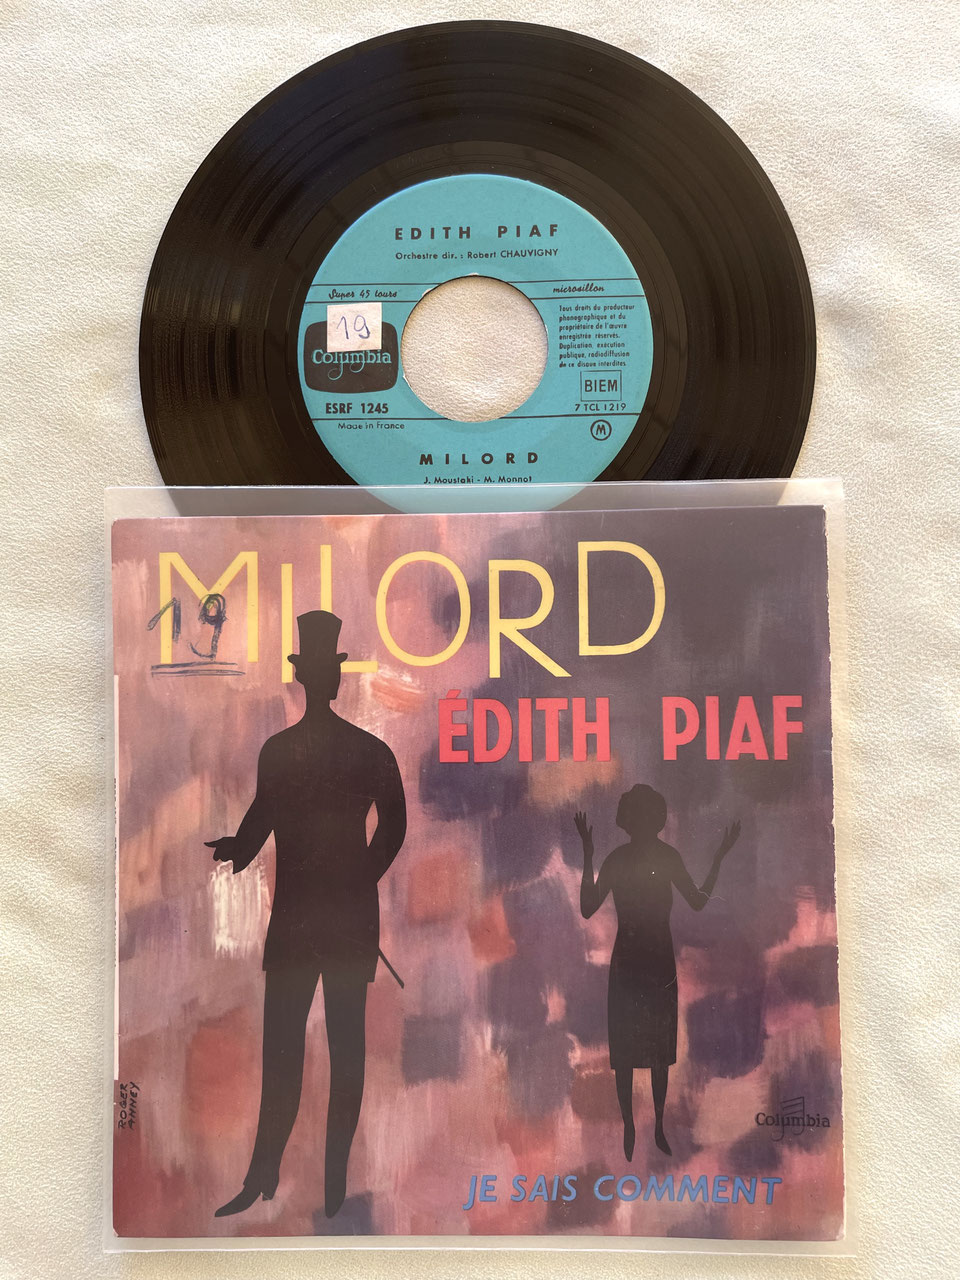 EDITH PIAF
Orchestre dir. : Robert CHAUVIGNY
Super 45 tours
microsillon
19
Columbia
Tous droits du producteur
phonographique et du
propriétaire de l'œuvre
enregistrée réservés.
Duplication, exécution
publique, radiodiffusion
de ce disque interdites.
BIEM
ESRF 1245
7 TCL 1219
Made in France
M
MILORD
J. Moustaki - M. Monnot
MILORD
19
ÉDITH PIAF
ROGER
ANNEY
Columbia
JE SAIS COMMENT